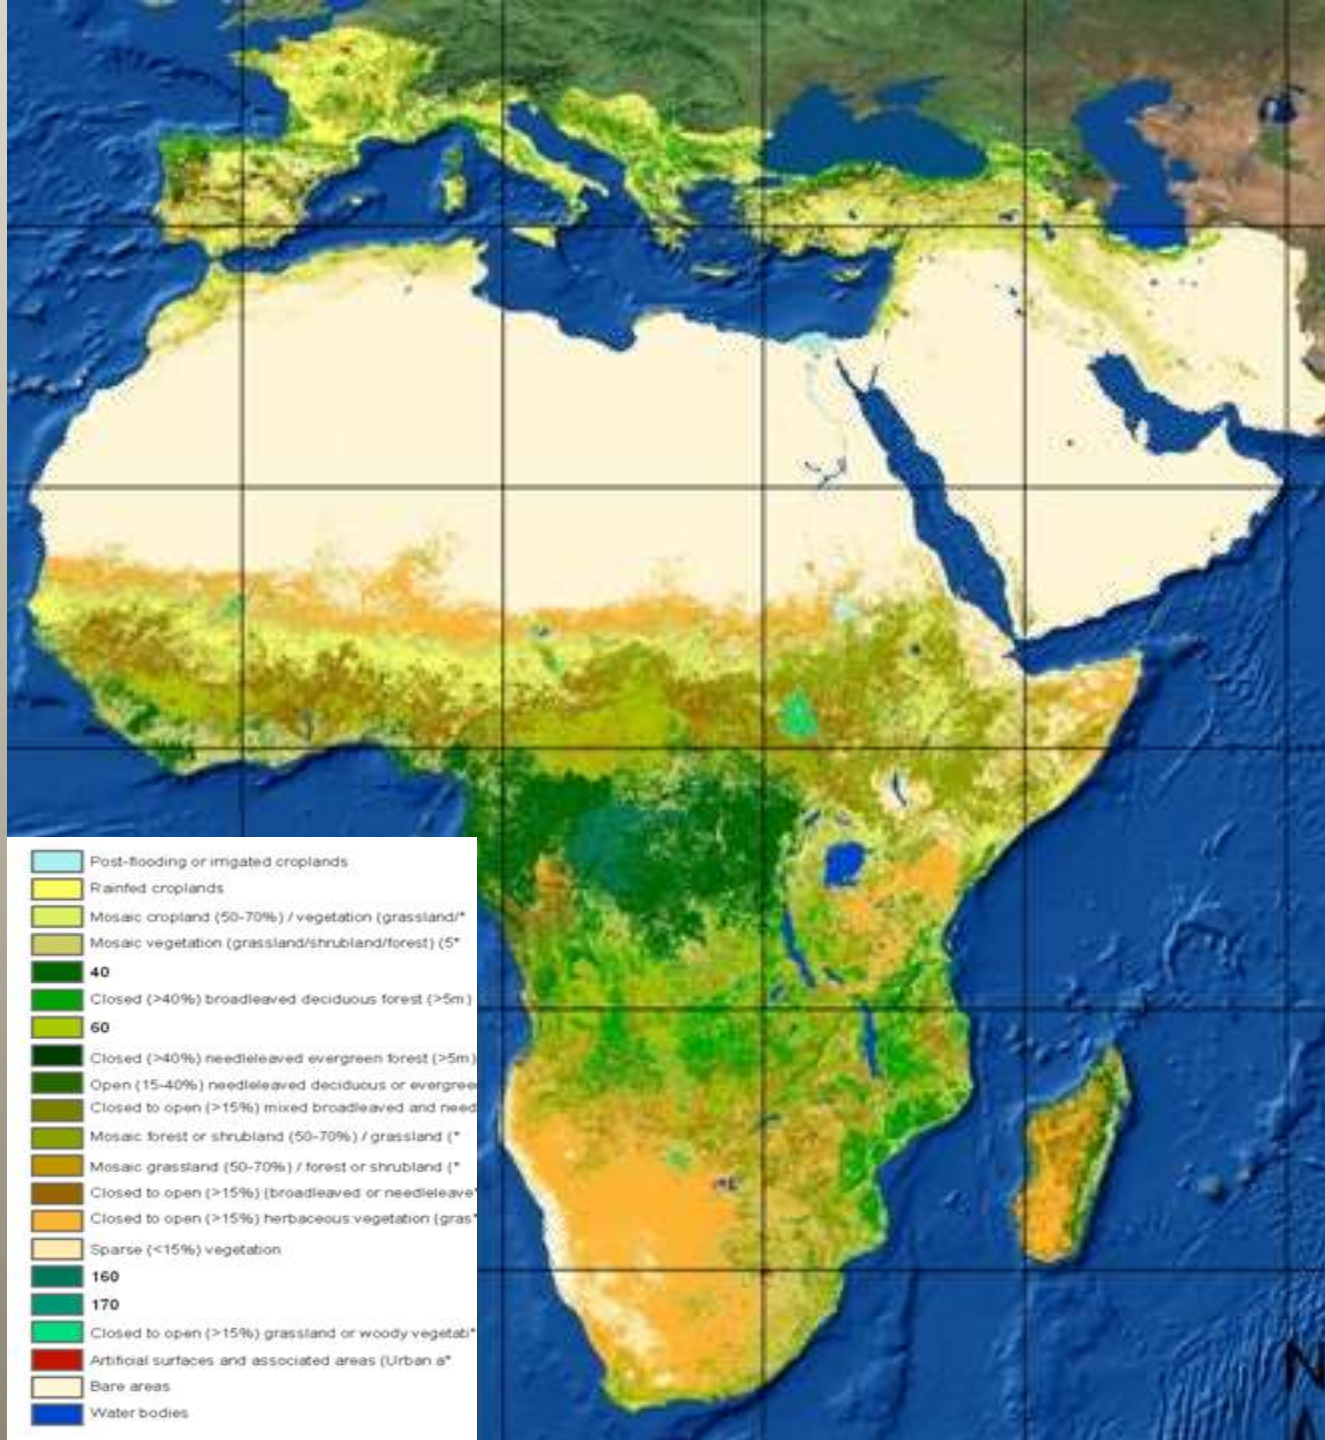 Post-flooding or irrigated croplands
Rainfed croplands
Mosaic cropland (50-70%) / vegetation (grassland/*
Mosaic vegetation (grassland/shrubland/forest) (5*
40
Closed (>40%) broadleaved deciduous forest (>5m)
60
Closed (>40%) needleleaved evergreen forest (>5m)
Open (15-40%) needleleaved deciduous or evergree
Closed to open (>15%) mixed broadleaved and need
Mosaic forest or shrubland (50-70%) / grassland (*
Mosaic grassland (50-70%) / forest or shrubland (*
Closed to open (>15%) (broadleaved or needleleave*
Closed to open (>15%) herbaceous vegetation (gras*
Sparse (<15%) vegetation
160
170
Closed to open (>15%) grassland or woody vegetati*
Artificial surfaces and associated areas (Urban a*
Bare areas
Water bodies
N